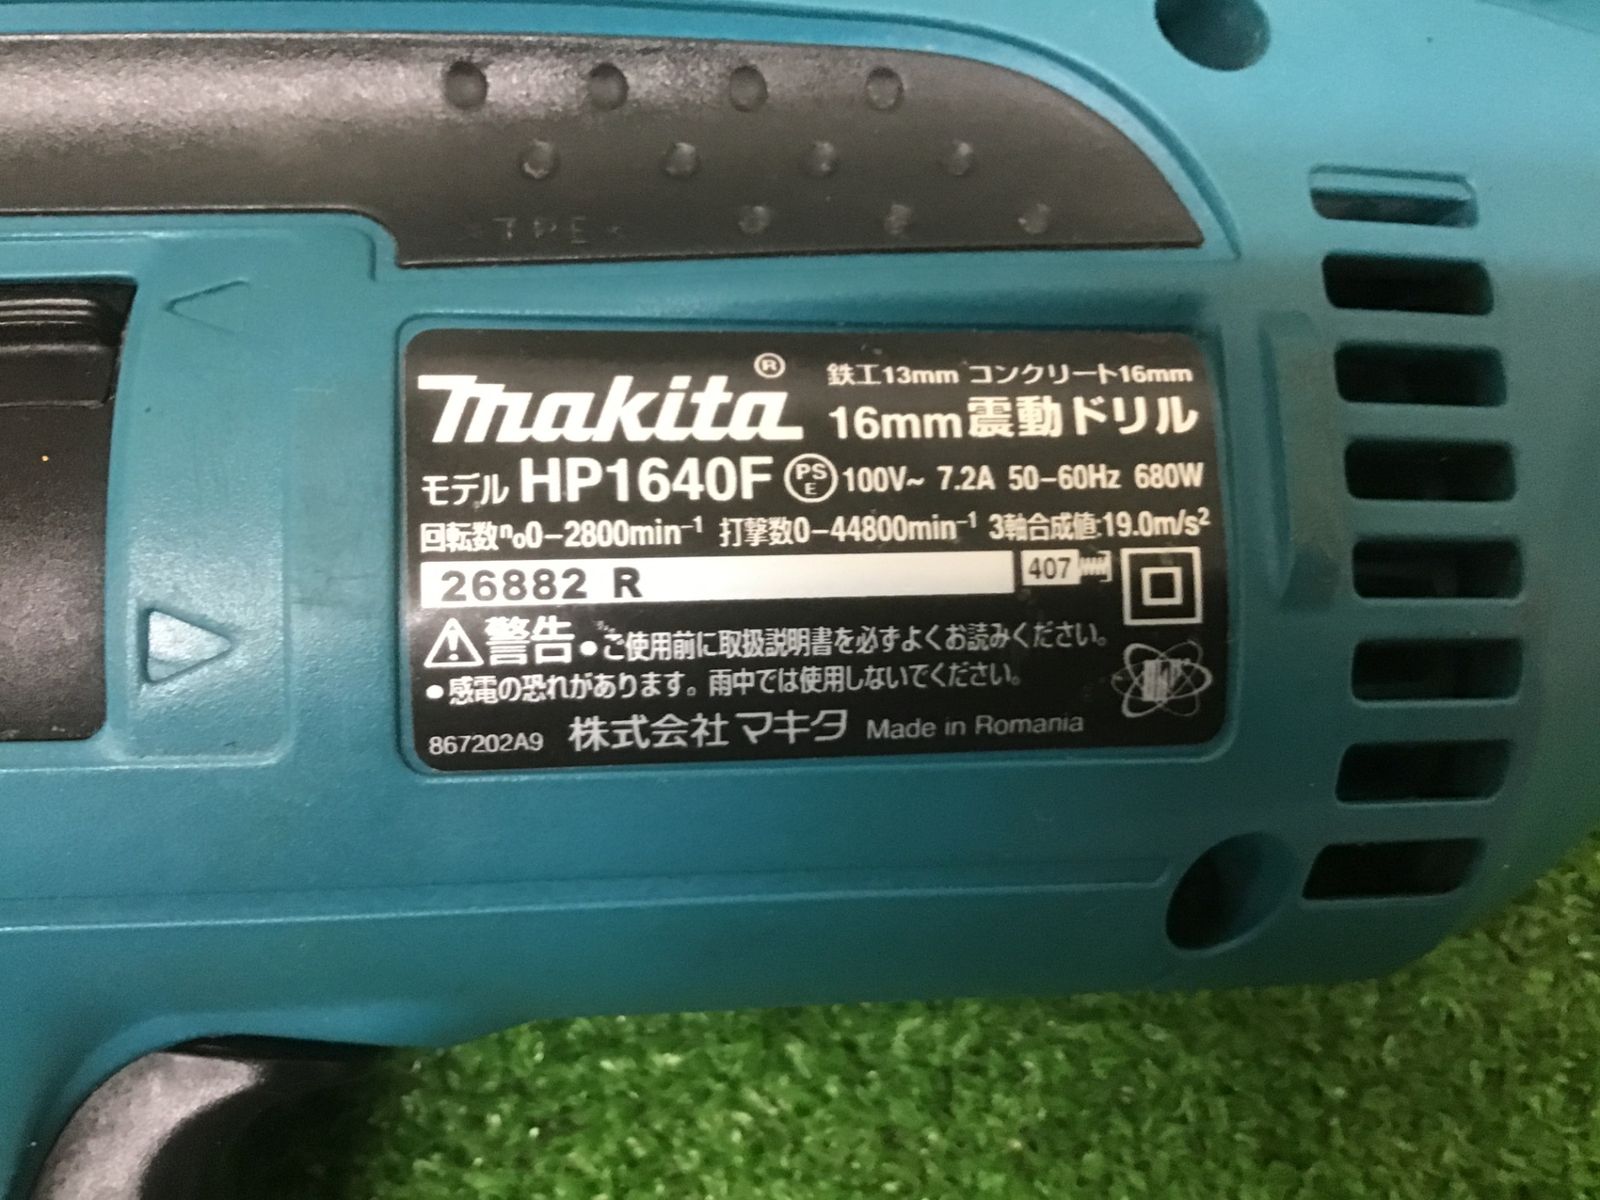 TYPE
makita®
鉄工13mm コンクリート16mm
16mm震動ドリル
モデル HP1640F PSE 100V~ 7.2A 50-60Hz 680W
回転数n₀0-2800min⁻¹ 打撃数0-44800min⁻¹ 3軸合成値:19.0m/s²
26882 R 407
⚠警告 ●ご使用前に取扱説明書を必ずよくお読みください。
●感電の恐れがあります。雨中では使用しないでください。
867202A9 株式会社マキタ Made in Romania